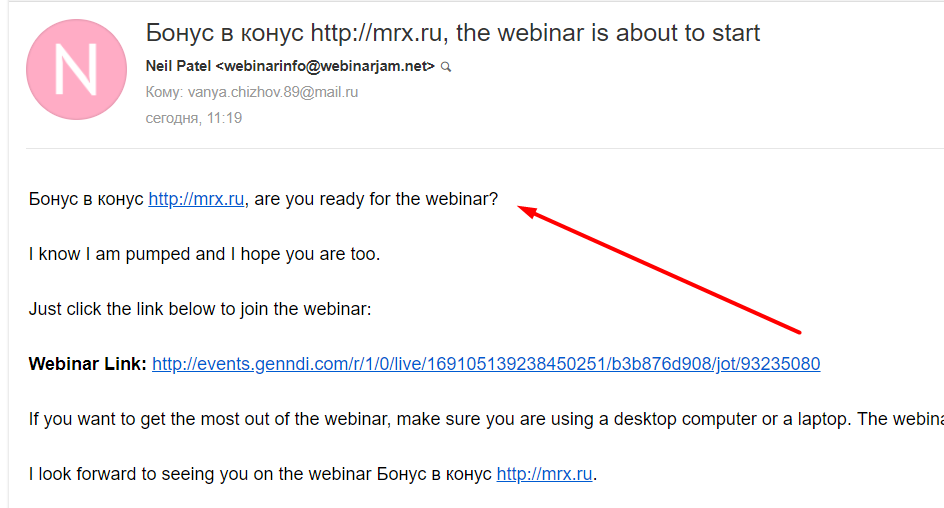 N
Бонус в конус http://mrx.ru, the webinar is about to start
Neil Patel <webinarinfo@webinarjam.net>
Кому: vanya.chizhov.89@mail.ru
сегодня, 11:19
Бонус в конус http://mrx.ru, are you ready for the webinar?
I know I am pumped and I hope you are too.
Just click the link below to join the webinar:
Webinar Link: http://events.genndi.com/r/1/0/live/169105139238450251/b3b876d908/jot/93235080
If you want to get the most out of the webinar, make sure you are using a desktop computer or a laptop. The webina
I look forward to seeing you on the webinar Бонус в конус http://mrx.ru.